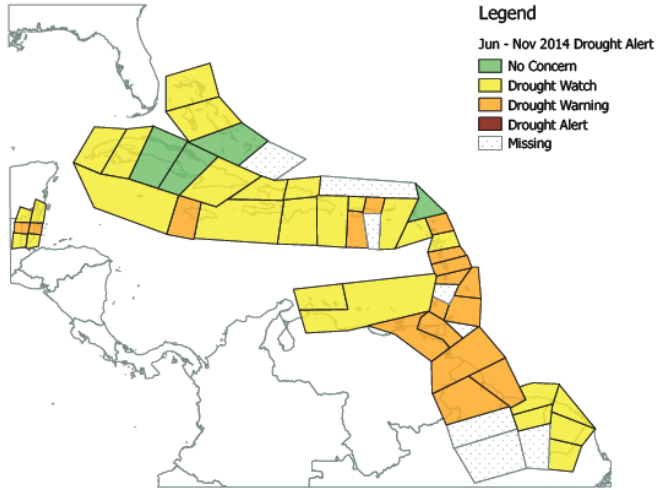 Legend
Jun - Nov 2014 Drought Alert
No Concern
Drought Watch
Drought Warning
Drought Alert
Missing